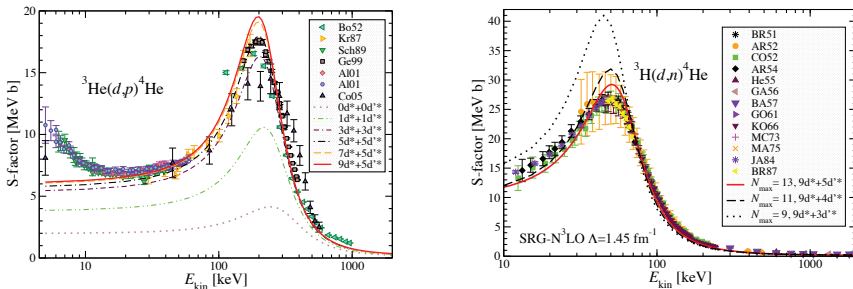 20
15
10
5
0
S-factor [MeV b]
³He(d,p)⁴He
Bo52
Kr87
Sch89
Ge99
Al01
Al01
Co05
0d*+0d'*
1d*+1d'*
3d*+3d'*
5d*+5d'*
7d*+5d'*
9d*+5d'*
10
100
1000
E_kin [keV]
40
35
30
25
20
15
10
5
0
S-factor [MeV b]
³H(d,n)⁴He
BR51
AR52
CO52
AR54
He55
GA56
BA57
GO61
KO66
MC73
MA75
JA84
BR87
N_max = 13, 9d*+5d'*
N_max = 11, 9d*+4d'*
N_max = 9, 9d*+3d'*
SRG-N³LO Λ=1.45 fm⁻¹
10
100
1000
E_kin [keV]